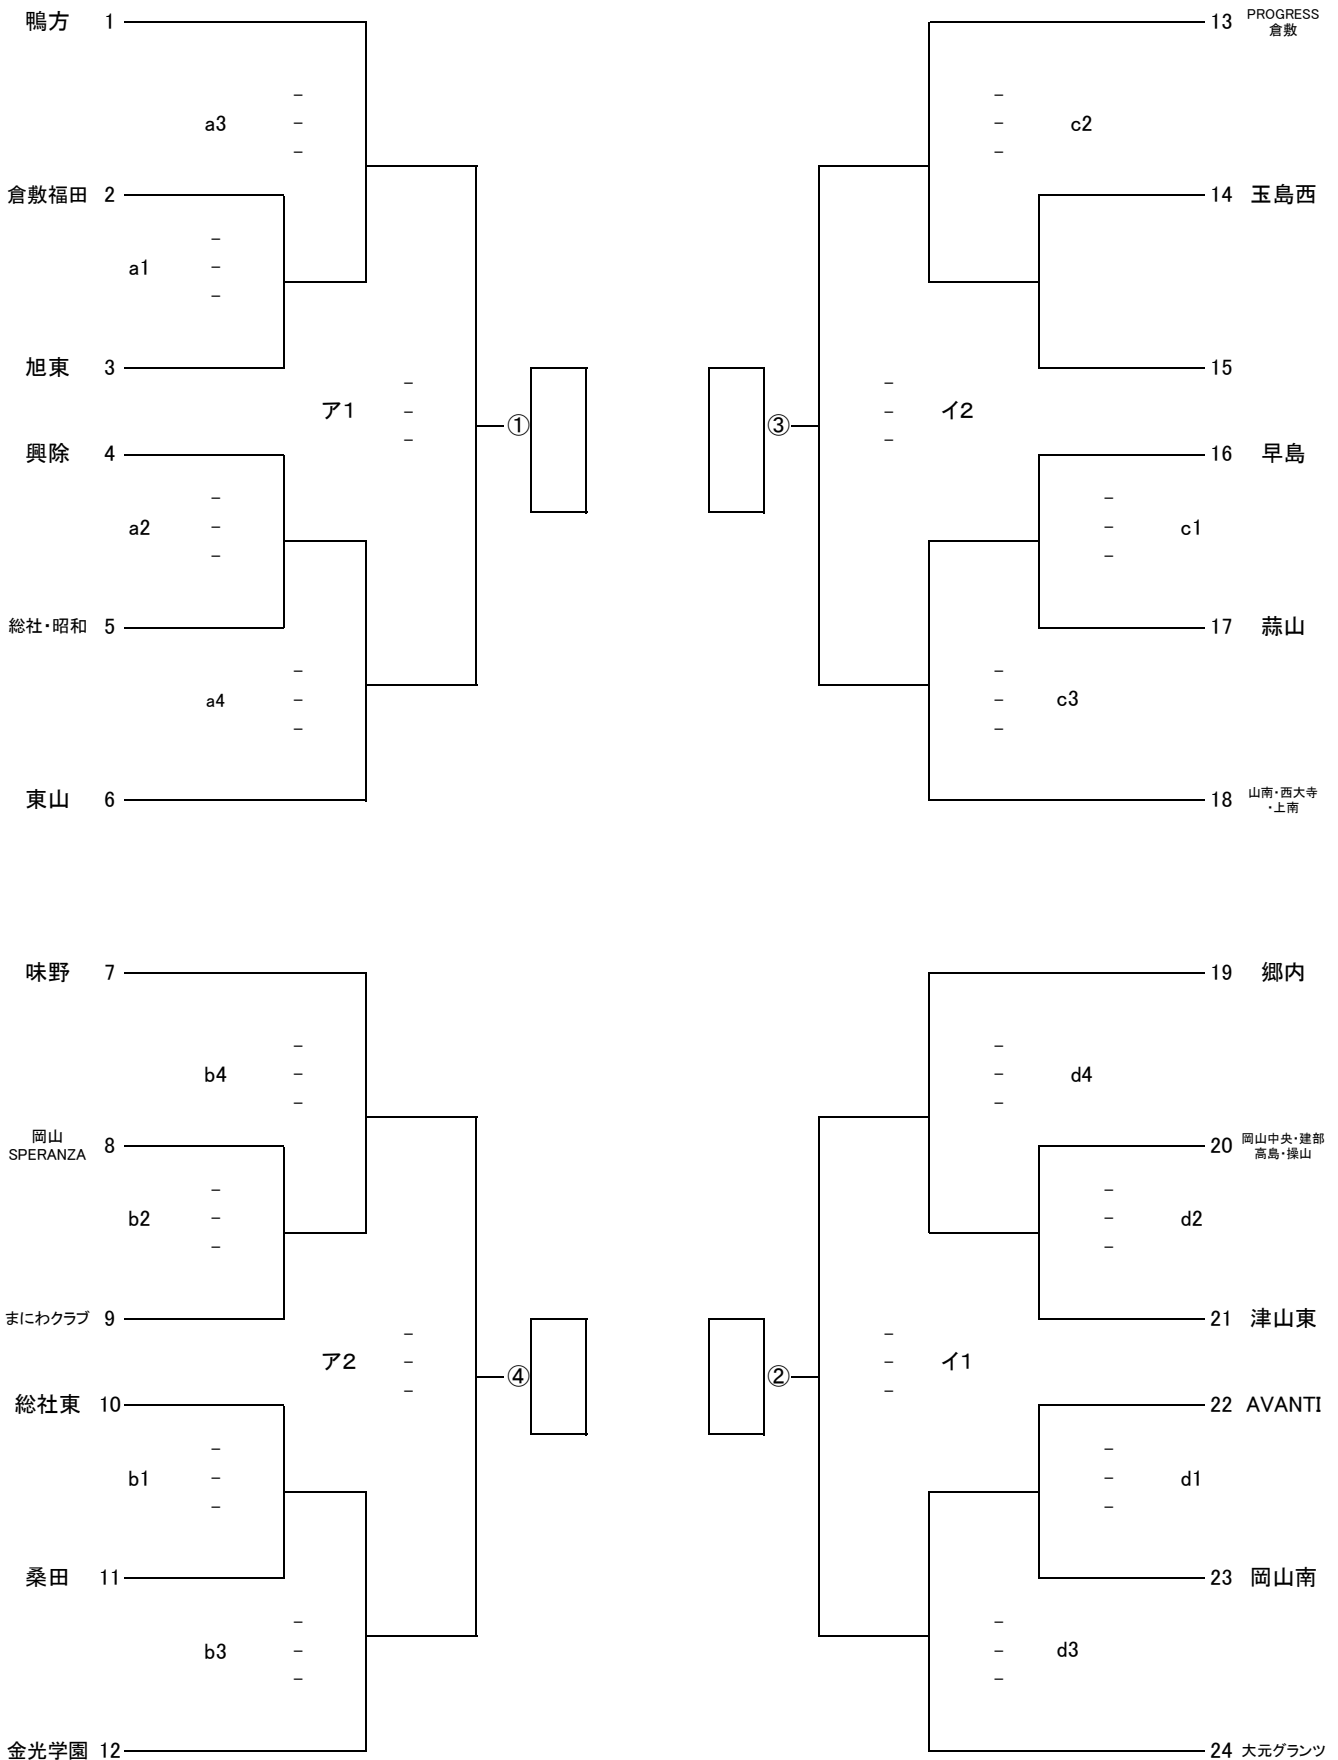 鴨方 1
a3
-
-
-
倉敷福田 2
a1
-
-
-
旭東 3
ア1
-
-
-
①
興除 4
a2
-
-
-
総社・昭和 5
a4
-
-
-
東山 6
13 PROGRESS
倉敷
-
-
-
c2
14 玉島西
15
③
-
-
-
イ2
16 早島
-
-
-
c1
17 蒜山
-
-
-
c3
18 山南・西大寺
・上南
味野 7
b4
-
-
-
岡山
SPERANZA 8
b2
-
-
-
まにわクラブ 9
ア2
-
-
-
④
総社東 10
b1
-
-
-
桑田 11
b3
-
-
-
金光学園 12
19 郷内
-
-
-
d4
20 岡山中央・建部
高島・操山
-
-
-
d2
21 津山東
②
-
-
-
イ1
22 AVANTI
-
-
-
d1
23 岡山南
-
-
-
d3
24 大元グランツ